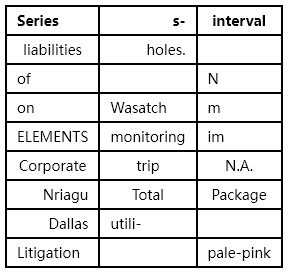 Series s- interval
liabilities holes.
of N
on Wasatch m
ELEMENTS monitoring im
Corporate trip N.A.
Nriagu Total Package
Dallas utili-
Litigation pale-pink